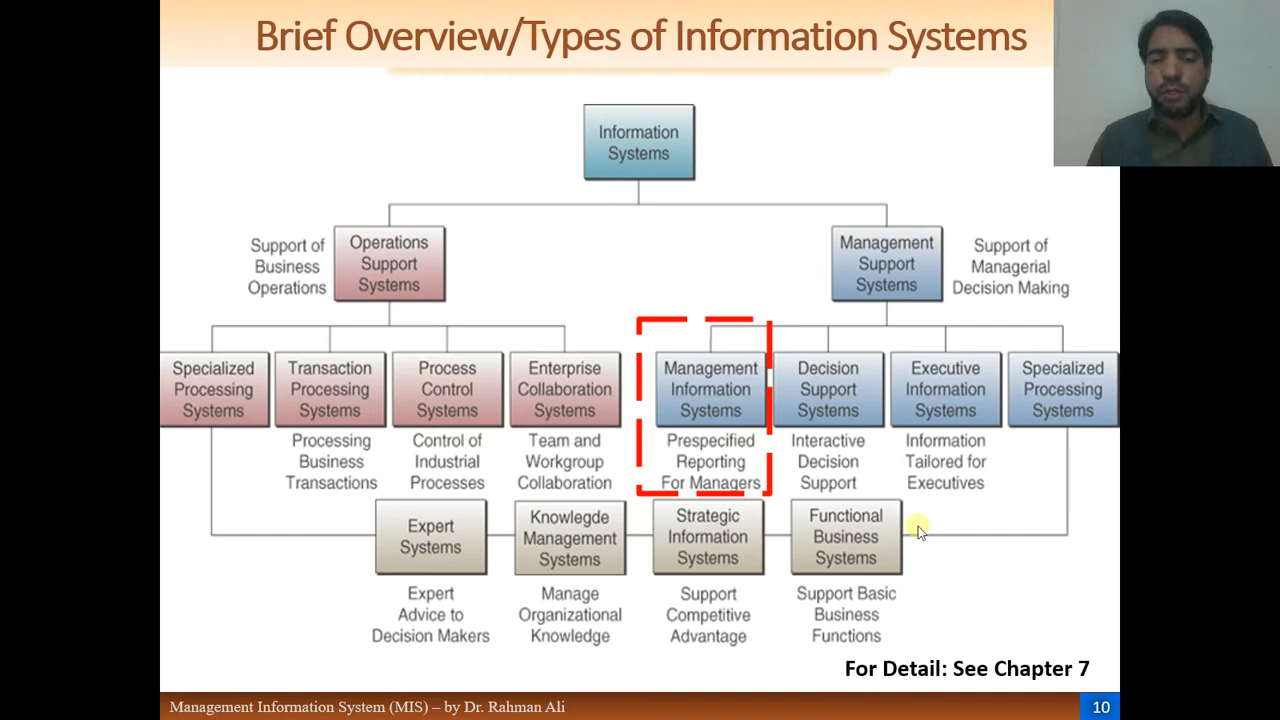 Brief Overview/Types of Information Systems
Information
Systems
Support of
Business
Operations
Operations
Support
Systems
Management
Support
Systems
Support of
Managerial
Decision Making
Specialized
Processing
Systems
Transaction
Processing
Systems
Process
Control
Systems
Enterprise
Collaboration
Systems
Management
Information
Systems
Decision
Support
Systems
Executive
Information
Systems
Specialized
Processing
Systems
Processing
Business
Transactions
Control of
Industrial
Processes
Team and
Workgroup
Collaboration
Prespecified
Reporting
For Managers
Interactive
Decision
Support
Information
Tailored for
Executives
Expert
Systems
Knowlegde
Management
Systems
Strategic
Information
Systems
Functional
Business
Systems
Expert
Advice to
Decision Makers
Manage
Organizational
Knowledge
Support
Competitive
Advantage
Support Basic
Business
Functions
For Detail: See Chapter 7
Management Information System (MIS) – by Dr. Rahman Ali
10